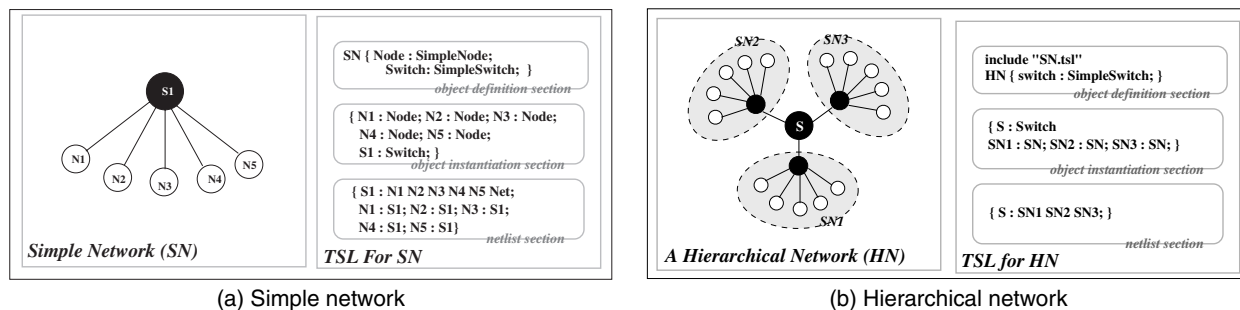 S1
N1
N2
N3
N4
N5
Simple Network (SN)
SN { Node : SimpleNode;
Switch: SimpleSwitch; }
object definition section
{ N1 : Node; N2 : Node; N3 : Node;
N4 : Node; N5 : Node;
S1 : Switch; }
object instantiation section
{ S1 : N1 N2 N3 N4 N5 Net;
N1 : S1; N2 : S1; N3 : S1;
N4 : S1; N5 : S1}
netlist section
TSL For SN
(a) Simple network
SN2
SN3
S
SN1
A Hierarchical Network (HN)
include "SN.tsl"
HN { switch : SimpleSwitch; }
object definition section
{ S : Switch
SN1 : SN; SN2 : SN; SN3 : SN; }
object instantiation section
{ S : SN1 SN2 SN3; }
netlist section
TSL for HN
(b) Hierarchical network